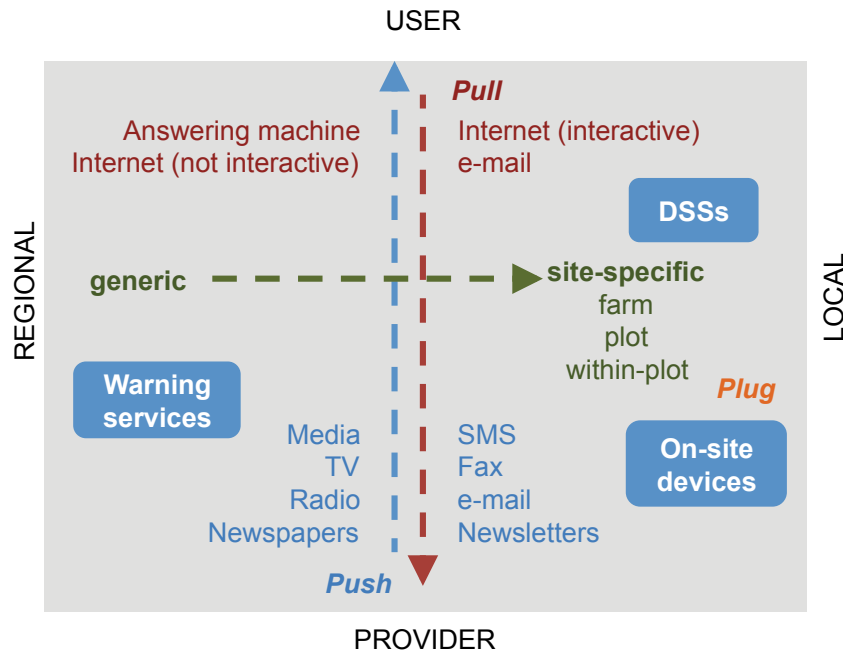 USER
Pull
Answering machine
Internet (not interactive)
Internet (interactive)
e-mail
DSSs
REGIONAL
generic
site-specific
farm
plot
within-plot
LOCAL
Warning
services
Plug
On-site
devices
Media
TV
Radio
Newspapers
SMS
Fax
e-mail
Newsletters
Push
PROVIDER